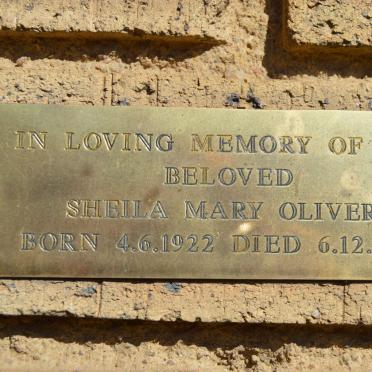 IN LOVING MEMORY OF
BELOVED
SHEILA MARY OLIVER
BORN 4.6.1922 DIED 6.12.